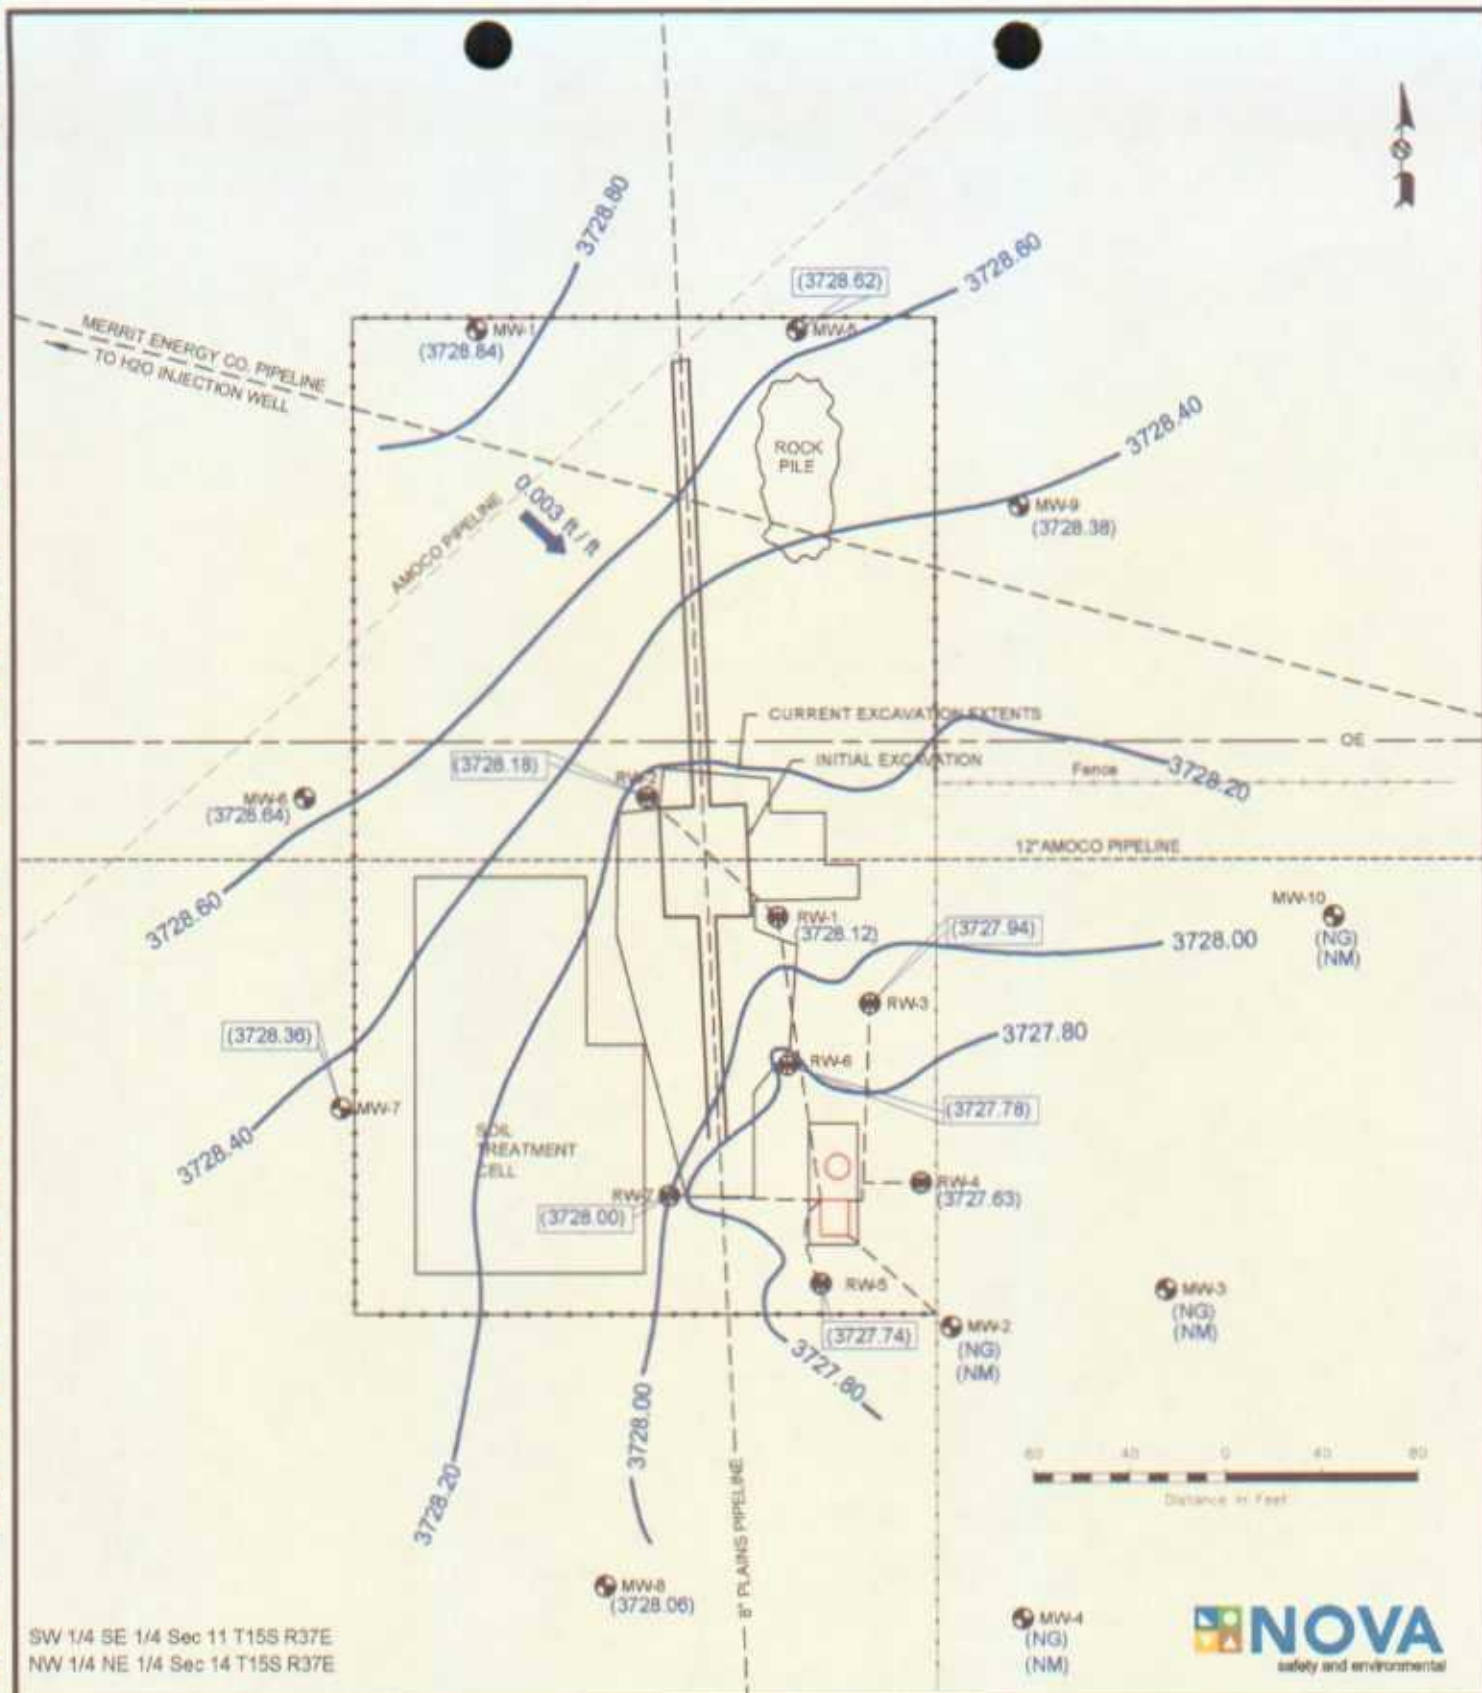 3728.80
3728.60
(3728.62)
MW-1
(3728.84)
MW-5
MERRIT ENERGY CO. PIPELINE
TO H2O INJECTION WELL
3728.40
ROCK
PILE
0.003 ft / ft
AMOCO PIPELINE
MW-9
(3728.38)
CURRENT EXCAVATION EXTENTS
OE
INITIAL EXCAVATION
(3728.18)
RW-2
Fence
3728.20
MW-6
(3728.64)
12" AMOCO PIPELINE
3728.60
MW-10
(NG)
(NM)
RW-1
(3728.12)
(3727.94)
3728.00
RW-3
(3728.36)
3727.80
RW-6
MW-7
(3727.78)
3728.40
SOIL
TREATMENT
CELL
RW-7
(3728.00)
RW-4
(3727.63)
RW-5
MW-3
(NG)
(NM)
(3727.74)
MW-2
(NG)
(NM)
3727.80
3728.00
3728.20
40
0
40
80
Distance in Feet
8" PLAINS PIPELINE
MW-8
(3728.06)
MW-4
(NG)
(NM)
SW 1/4 SE 1/4 Sec 11 T15S R37E
NW 1/4 NE 1/4 Sec 14 T15S R37E
NOVA
safety and environmental